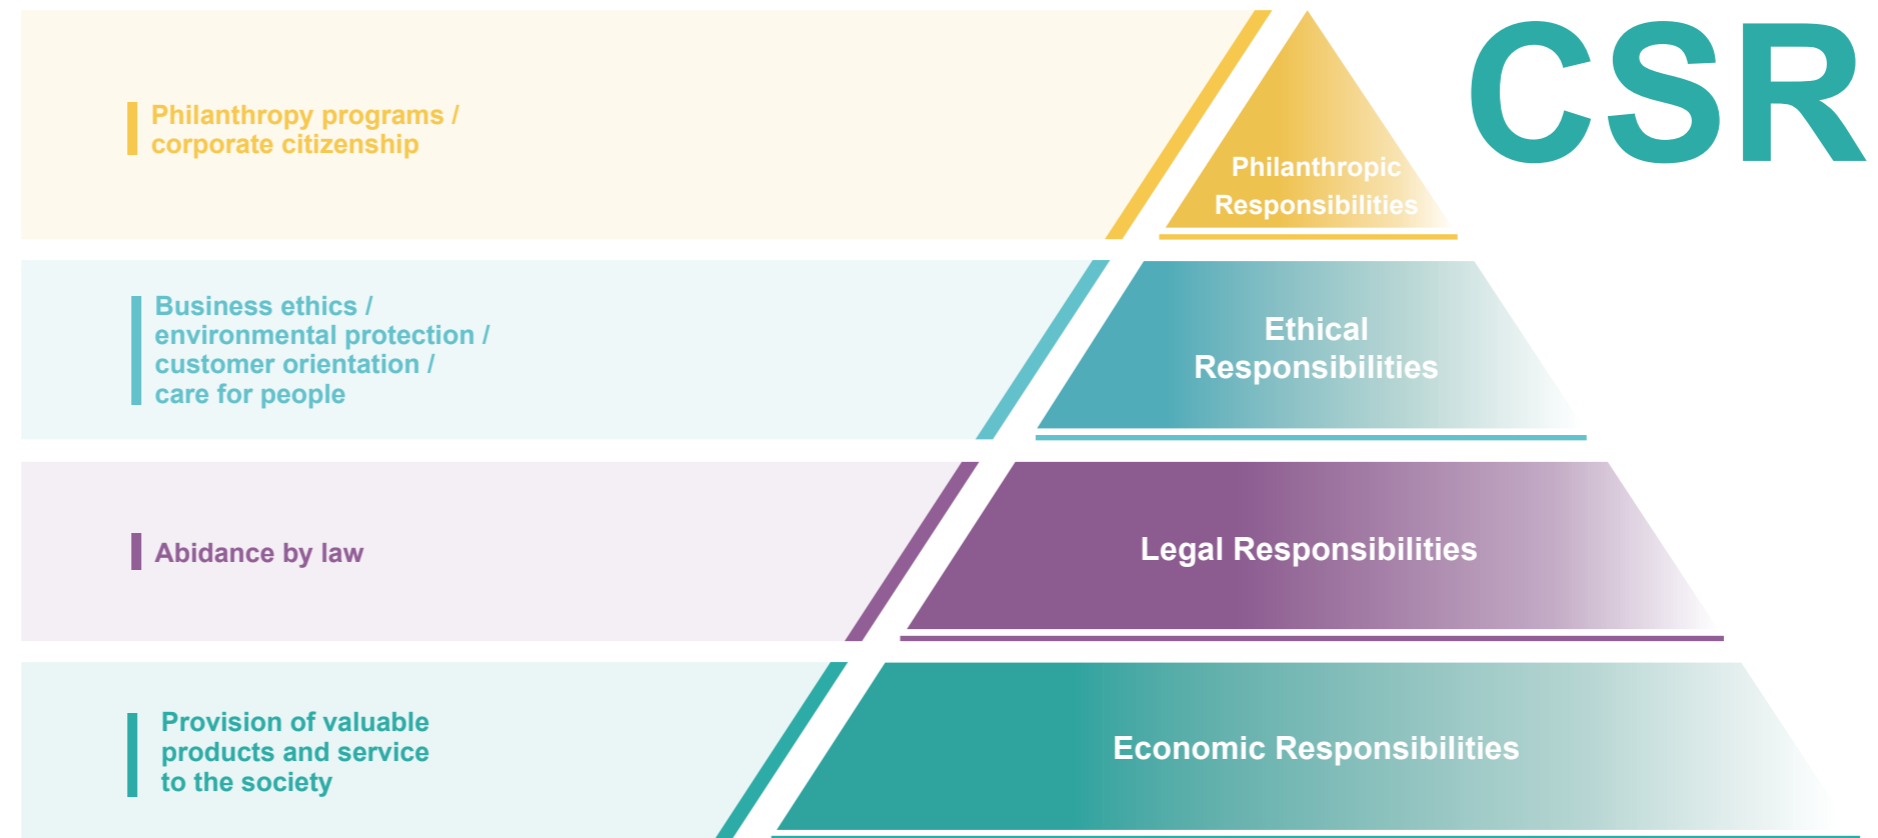 CSR
Philanthropy programs /
corporate citizenship
Philanthropic
Responsibilities
Business ethics /
environmental protection /
customer orientation /
care for people
Ethical
Responsibilities
Abidance by law
Legal Responsibilities
Provision of valuable
products and service
to the society
Economic Responsibilities